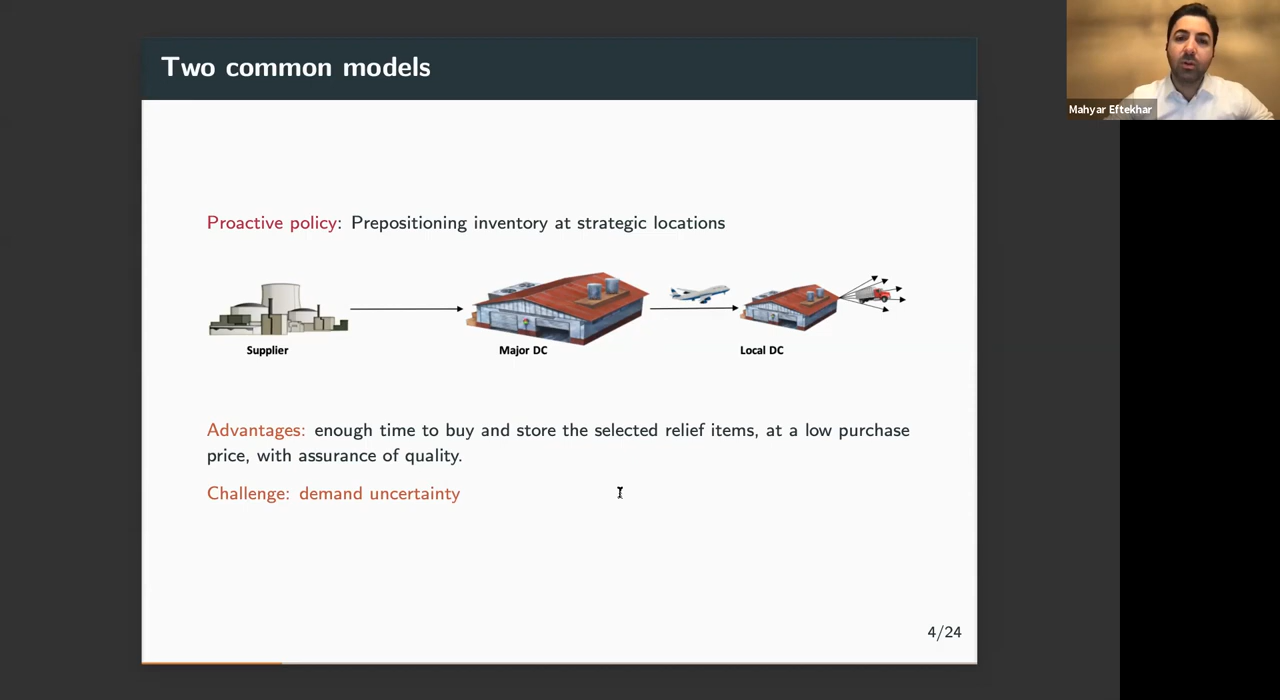 Two common models
Mahyar Eftekhar
Proactive policy: Prepositioning inventory at strategic locations
Supplier
Major DC
Local DC
Advantages: enough time to buy and store the selected relief items, at a low purchase
price, with assurance of quality.
Challenge: demand uncertainty
4/24